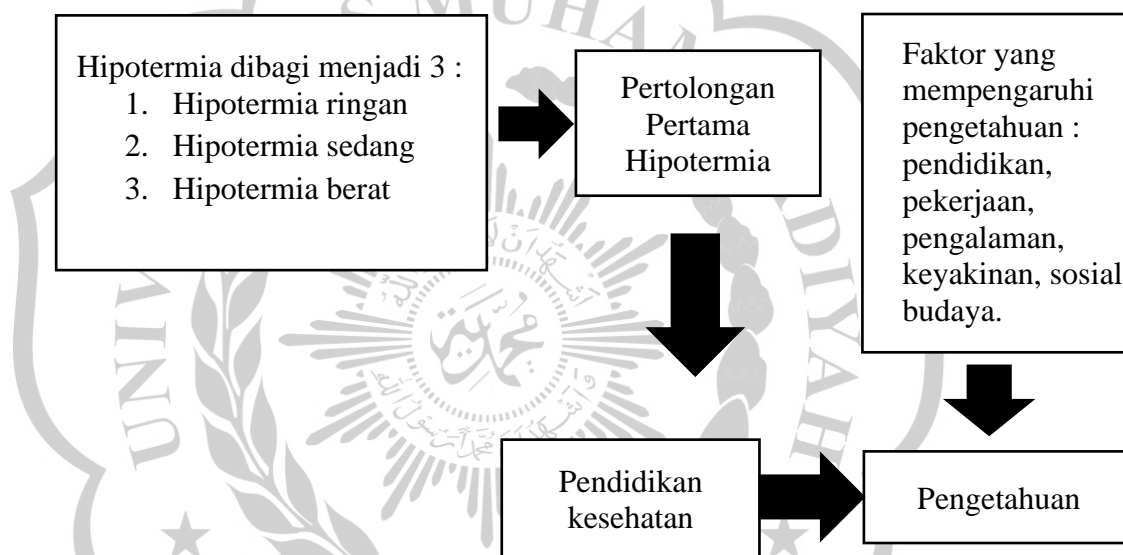 Hipotermia dibagi menjadi 3 :
1. Hipotermia ringan
2. Hipotermia sedang
3. Hipotermia berat
Pertolongan
Pertama
Hipotermia
Faktor yang
mempengaruhi
pengetahuan :
pendidikan,
pekerjaan,
pengalaman,
keyakinan, sosial
budaya.
Pendidikan
kesehatan
Pengetahuan